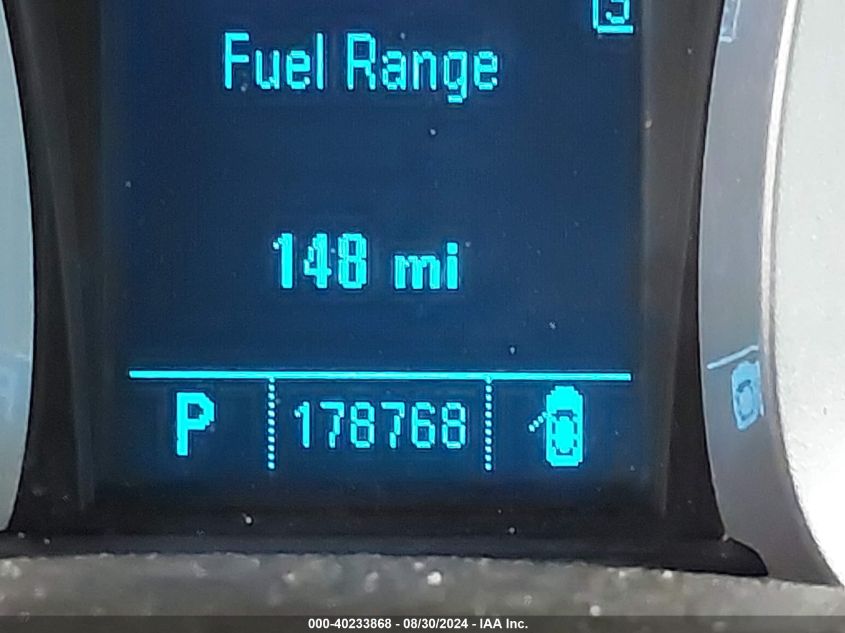 Fuel Range
148 mi
P 178768
000-40233868 - 08/30/2024 - IAA Inc.